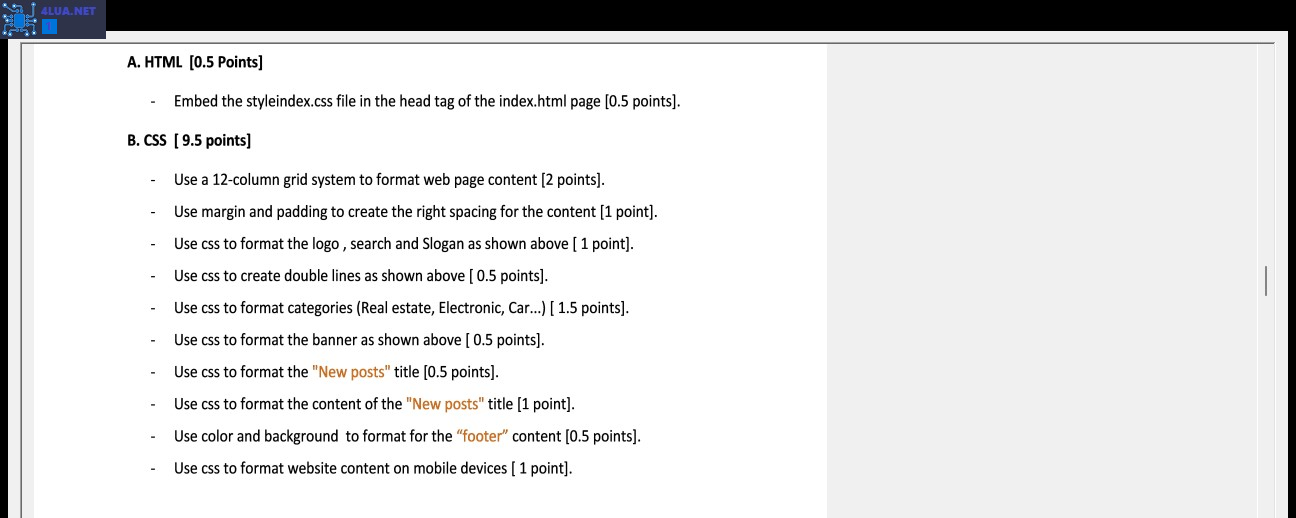 4LUA.NET
A. HTML [0.5 Points]
- Embed the styleindex.css file in the head tag of the index.html page [0.5 points].
B. CSS [ 9.5 points]
- Use a 12-column grid system to format web page content [2 points].
- Use margin and padding to create the right spacing for the content [1 point].
- Use css to format the logo , search and Slogan as shown above [ 1 point].
- Use css to create double lines as shown above [ 0.5 points].
- Use css to format categories (Real estate, Electronic, Car...) [ 1.5 points].
- Use css to format the banner as shown above [ 0.5 points].
- Use css to format the "New posts" title [0.5 points].
- Use css to format the content of the "New posts" title [1 point].
- Use color and background  to format for the “footer” content [0.5 points].
- Use css to format website content on mobile devices [ 1 point].